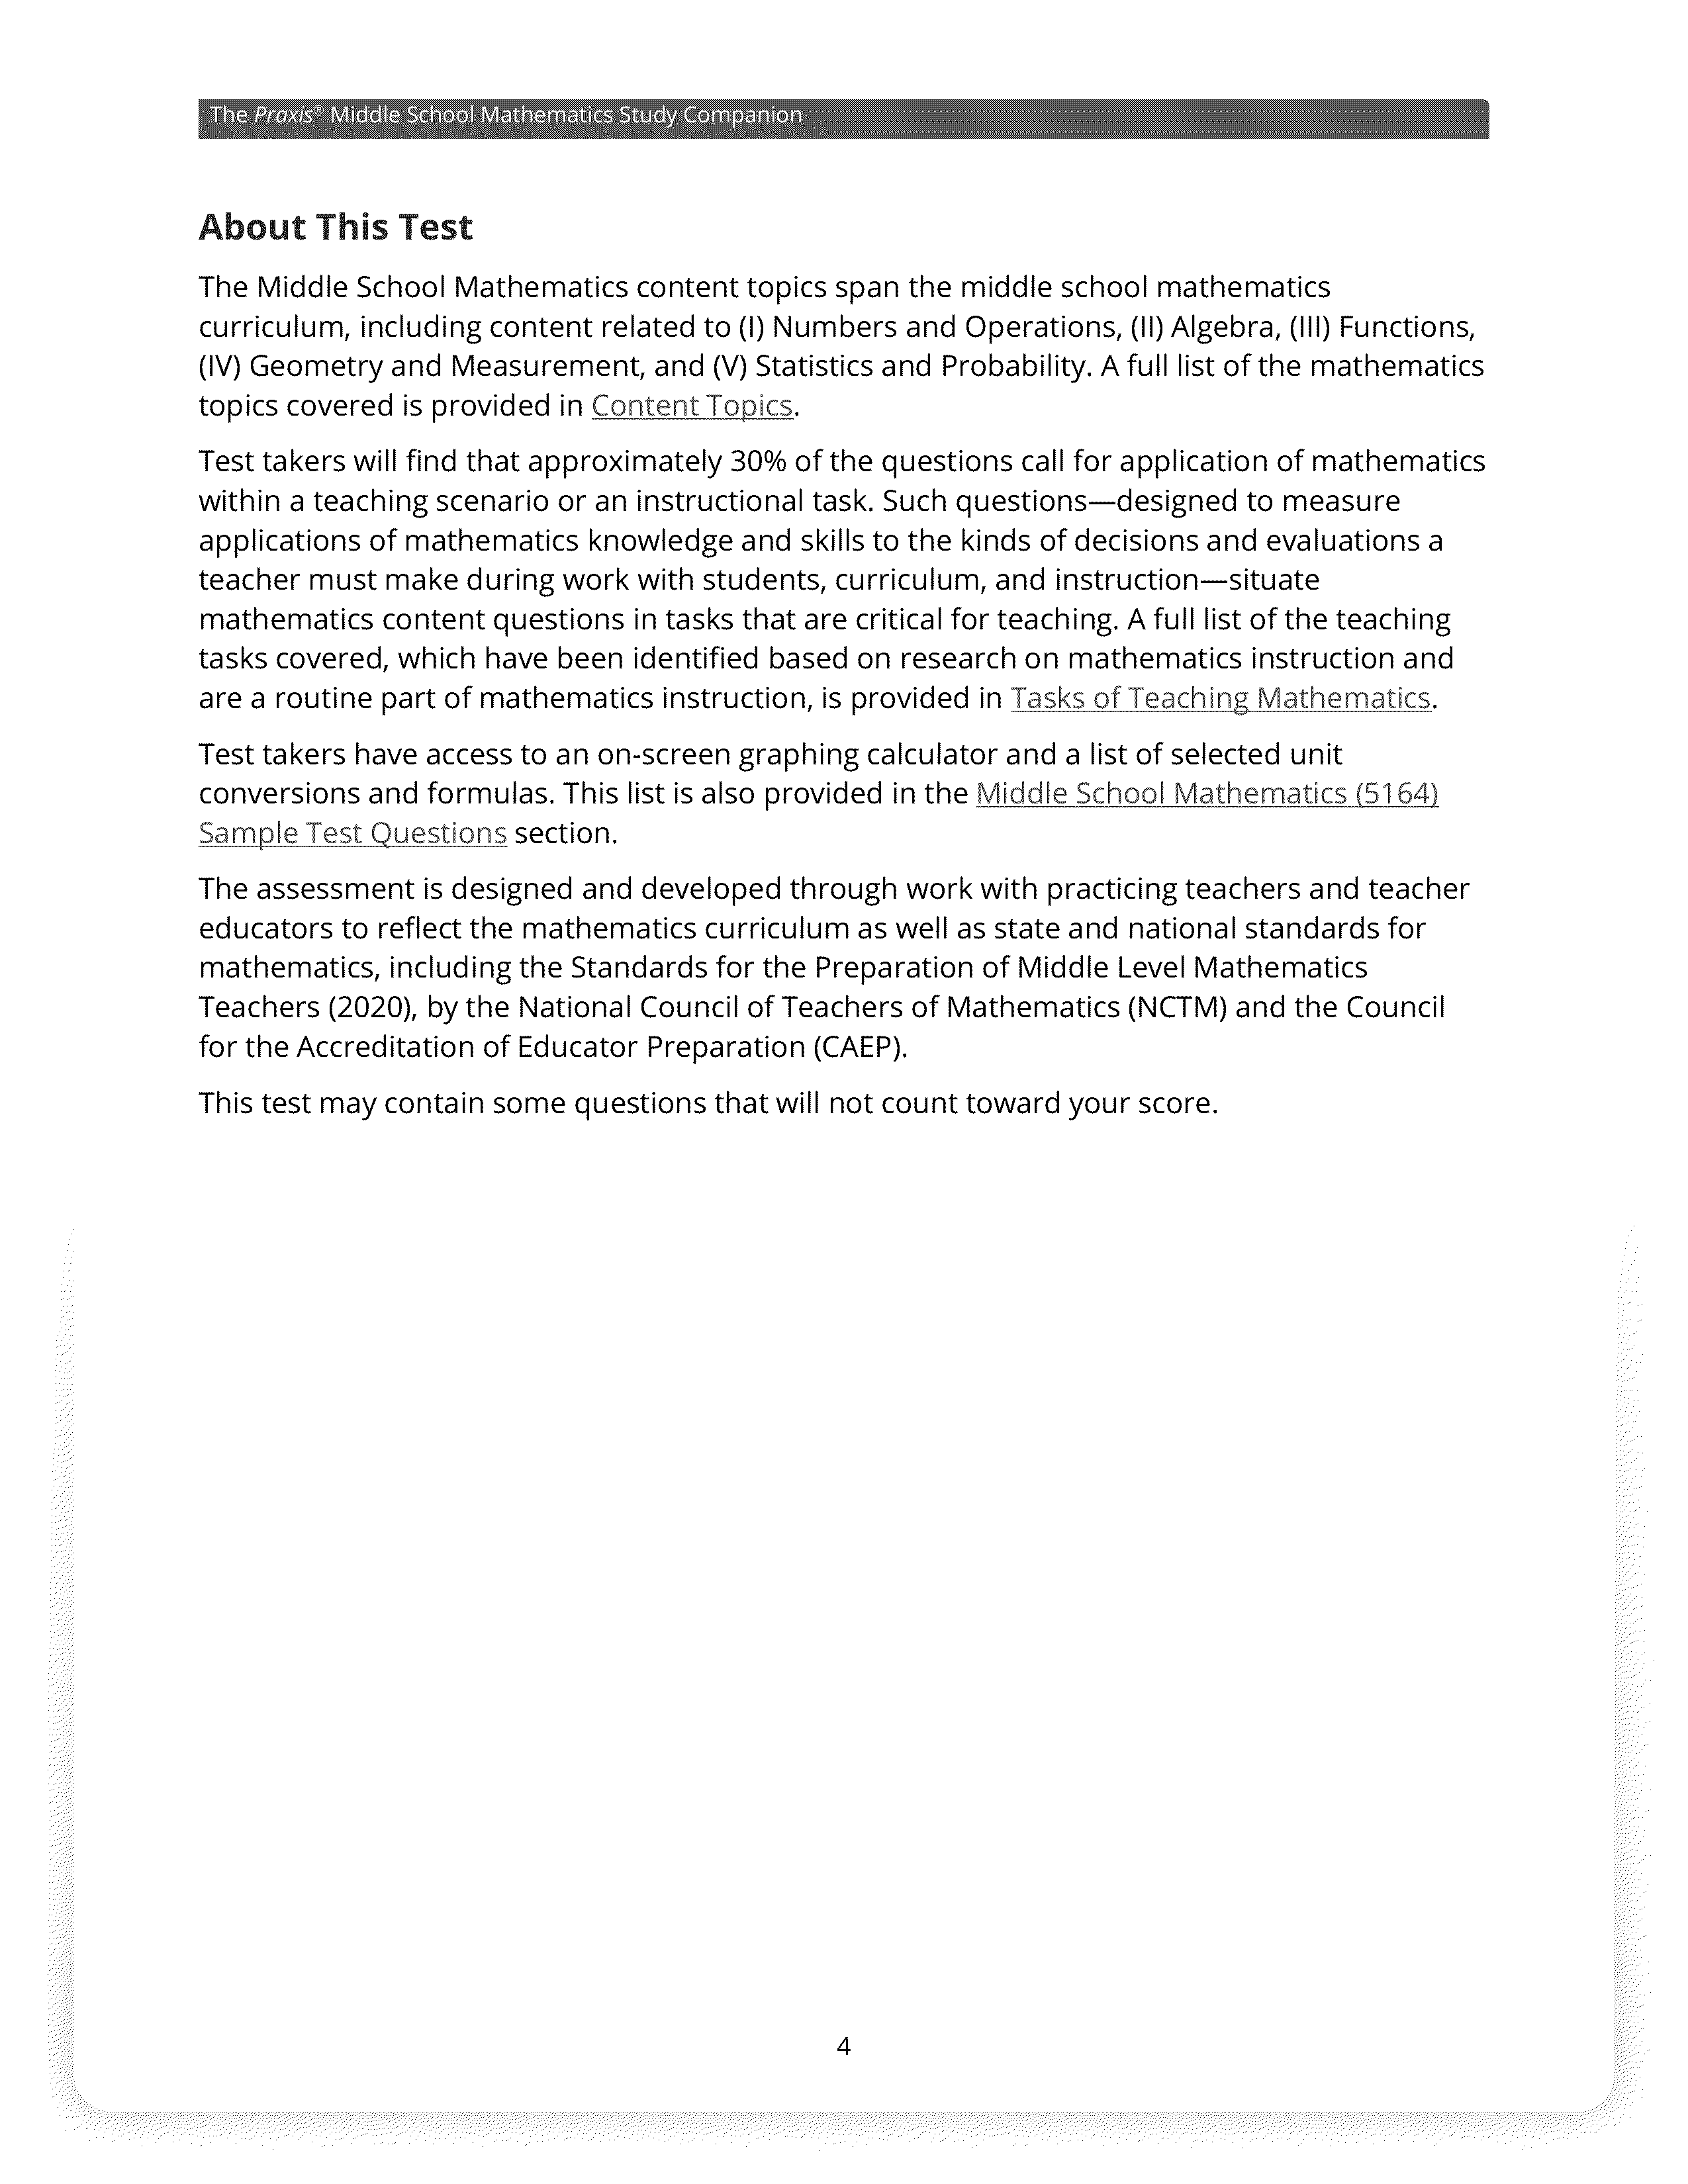 The Praxis® Middle School Mathematics Study Companion
About This Test
The Middle School Mathematics content topics span the middle school mathematics
curriculum, including content related to (I) Numbers and Operations, (II) Algebra, (III) Functions,
(IV) Geometry and Measurement, and (V) Statistics and Probability. A full list of the mathematics
topics covered is provided in Content Topics.
Test takers will find that approximately 30% of the questions call for application of mathematics
within a teaching scenario or an instructional task. Such questions—designed to measure
applications of mathematics knowledge and skills to the kinds of decisions and evaluations a
teacher must make during work with students, curriculum, and instruction—situate
mathematics content questions in tasks that are critical for teaching. A full list of the teaching
tasks covered, which have been identified based on research on mathematics instruction and
are a routine part of mathematics instruction, is provided in Tasks of Teaching Mathematics.
Test takers have access to an on-screen graphing calculator and a list of selected unit
conversions and formulas. This list is also provided in the Middle School Mathematics (5164)
Sample Test Questions section.
The assessment is designed and developed through work with practicing teachers and teacher
educators to reflect the mathematics curriculum as well as state and national standards for
mathematics, including the Standards for the Preparation of Middle Level Mathematics
Teachers (2020), by the National Council of Teachers of Mathematics (NCTM) and the Council
for the Accreditation of Educator Preparation (CAEP).
This test may contain some questions that will not count toward your score.
4